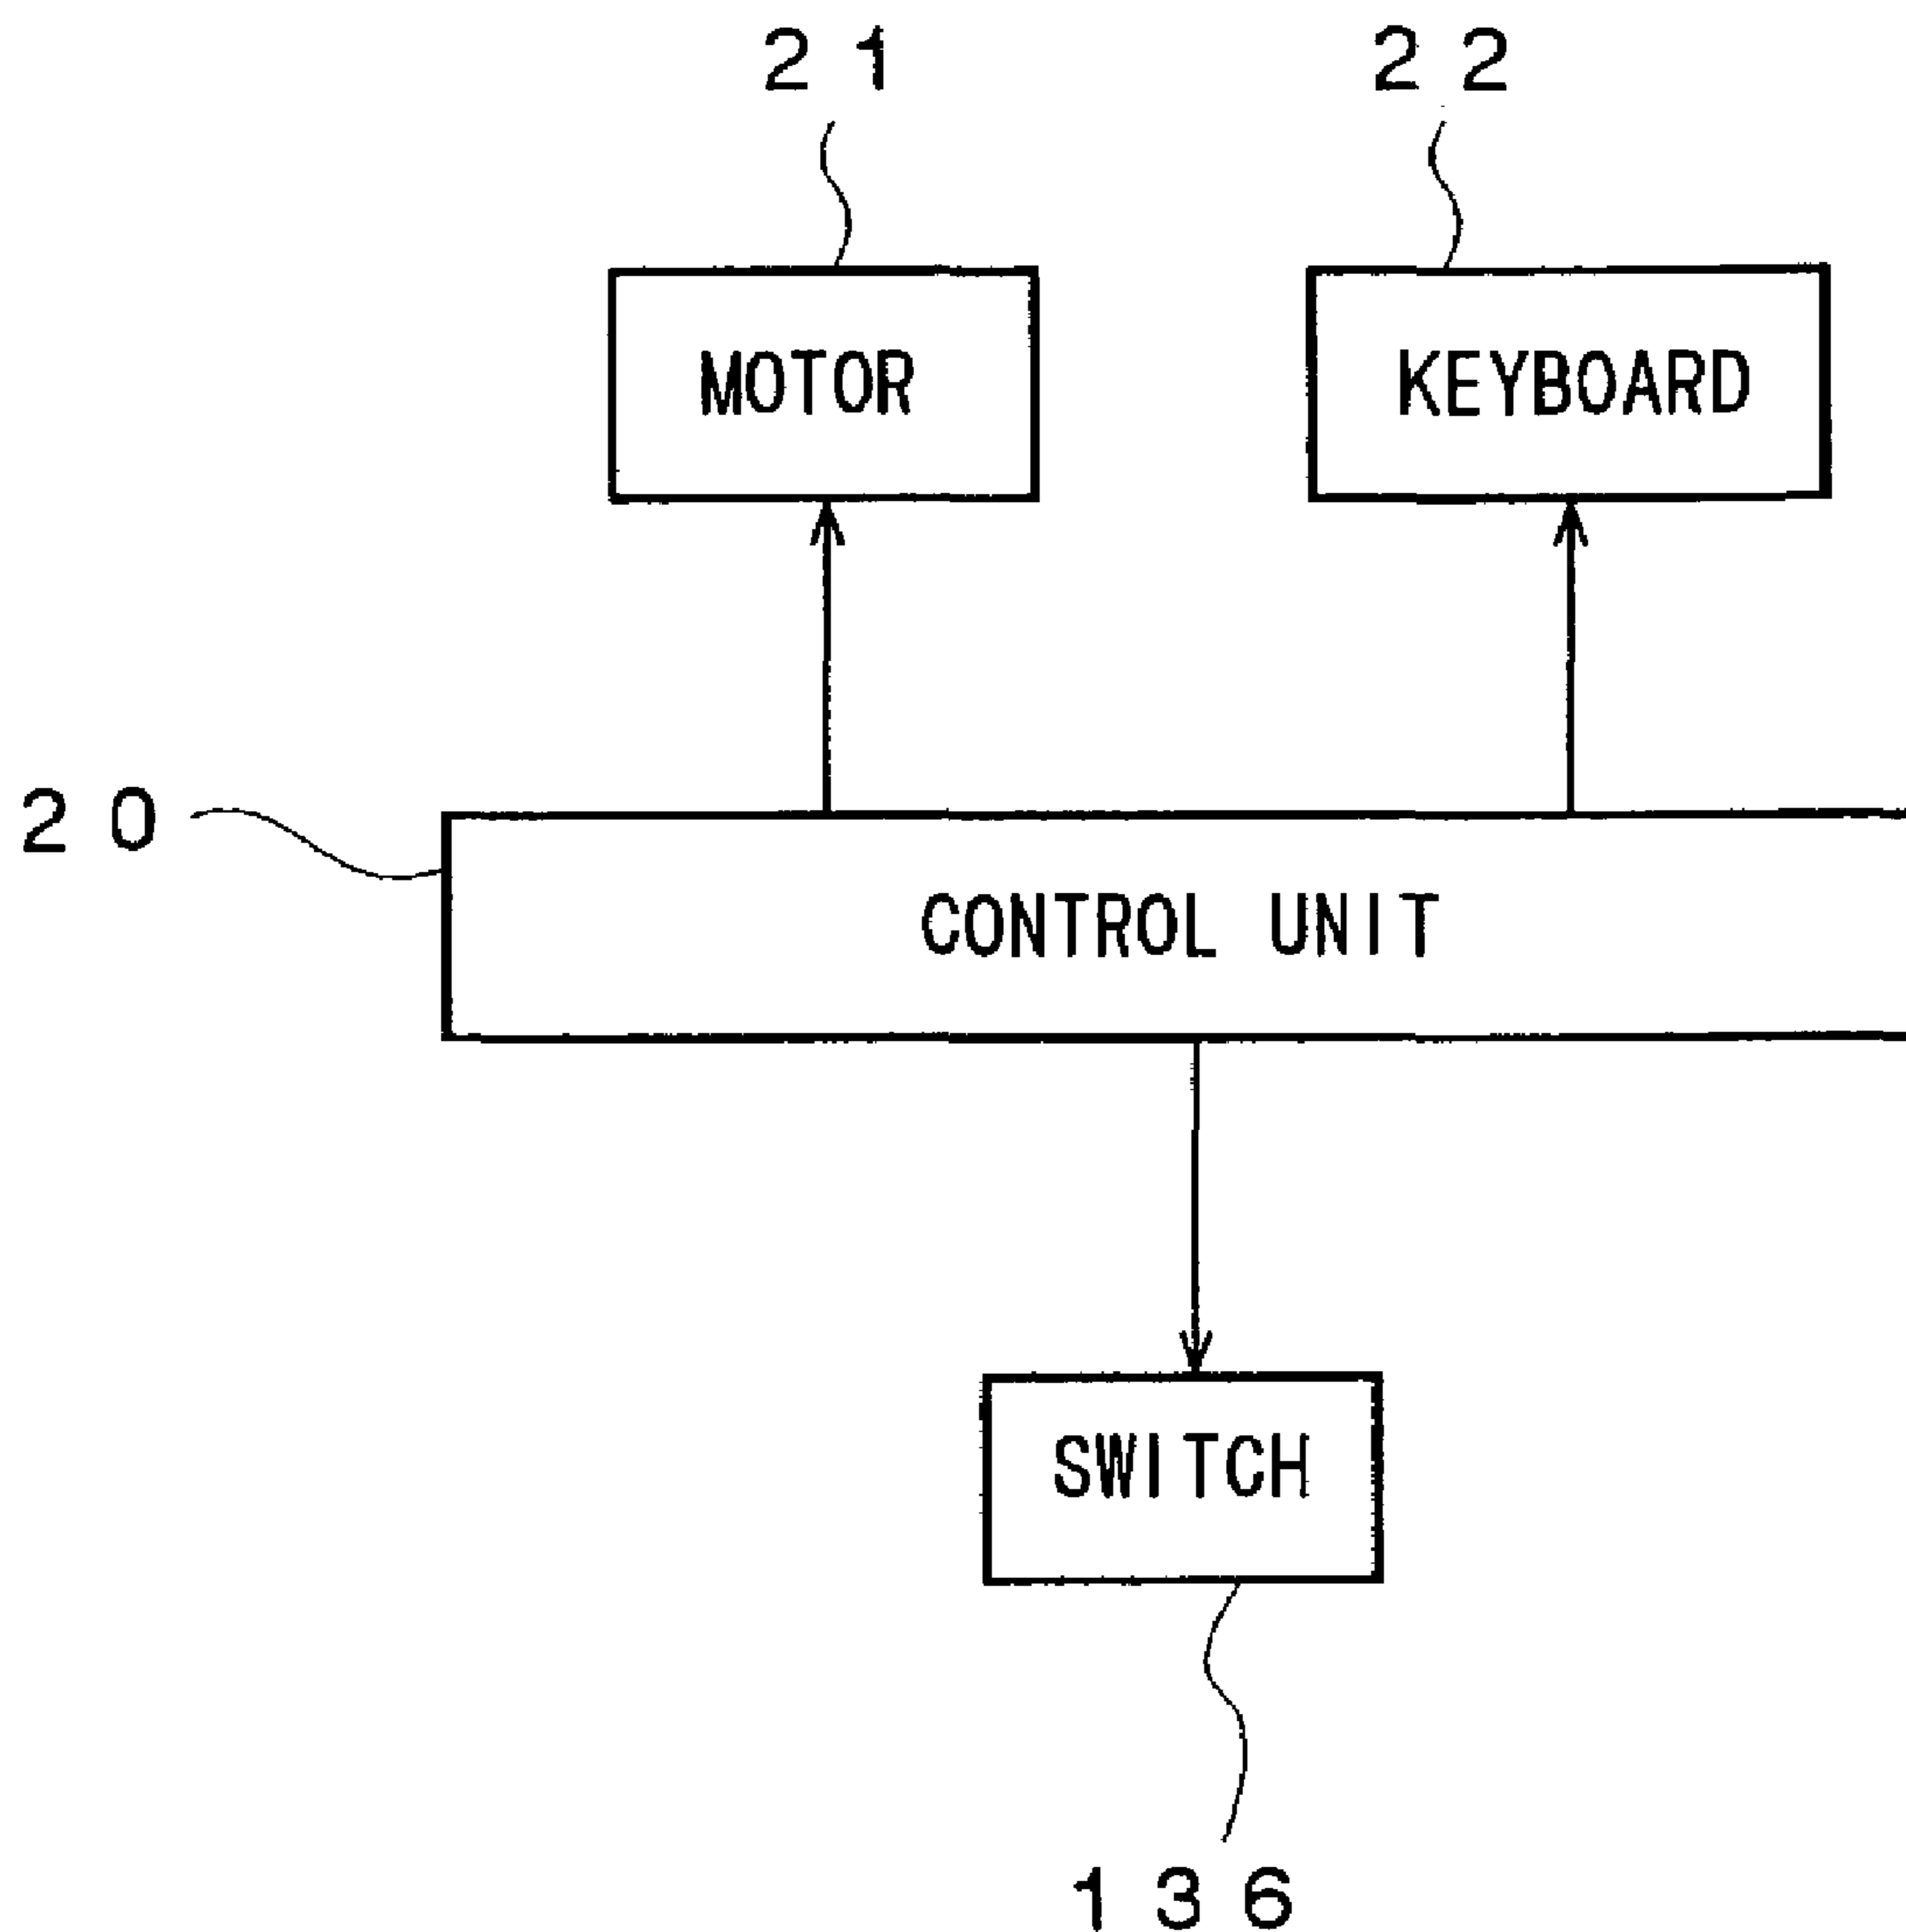 21 22
MOTOR KEYBOARD
20
CONTROL UNIT
SWITCH
136